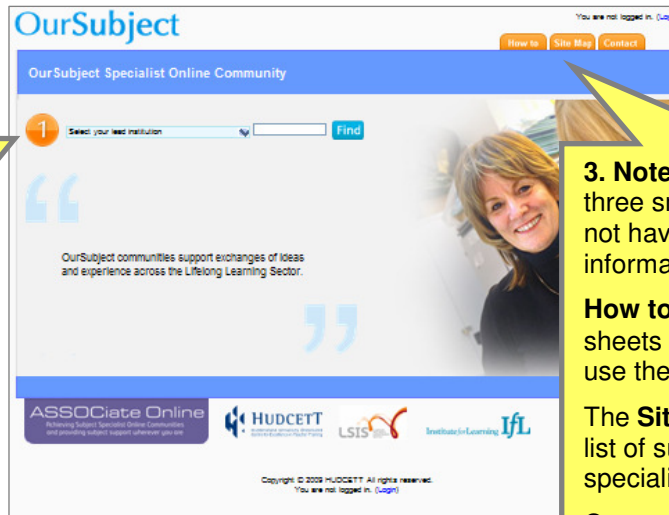 OurSubject
You are not logged in. (Log
How to
Site Map
Contact
OurSubject Specialist Online Community
1
Select your lead institution
Find
“
OurSubject communities support exchanges of ideas
and experience across the Lifelong Learning Sector.
”
3. Note
three sm
not hav
informa
How to
sheets
use the
The Sit
list of su
speciali
ASSOCiate Online
Achieving Subject Specialist Online Communities
and providing subject support wherever you are
HUDCETT
LSIS
Institute for Learning IfL
Copyright © 2009 HUDCETT All rights reserved.
You are not logged in. (Login)